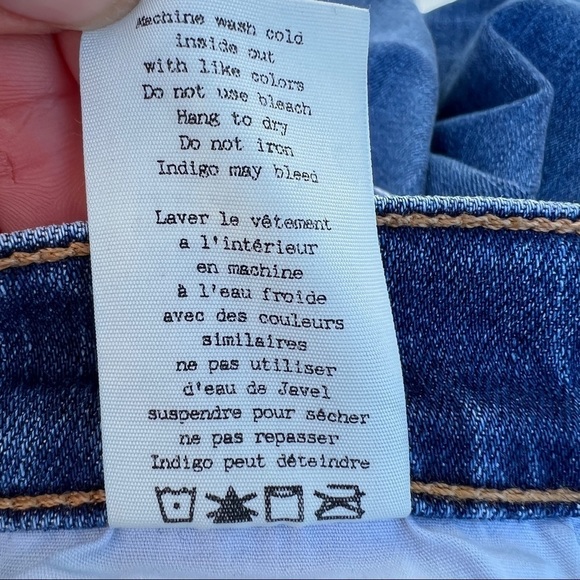 Machine wash cold
inside out
with like colors
Do not use bleach
Hang to dry
Do not iron
Indigo may bleed
Laver le vêtement
a l'intérieur
en machine
à l'eau froide
avec des couleurs
similaires
ne pas utiliser
d'eau de Javel
suspendre pour sécher
ne pas repasser
Indigo peut déteindre